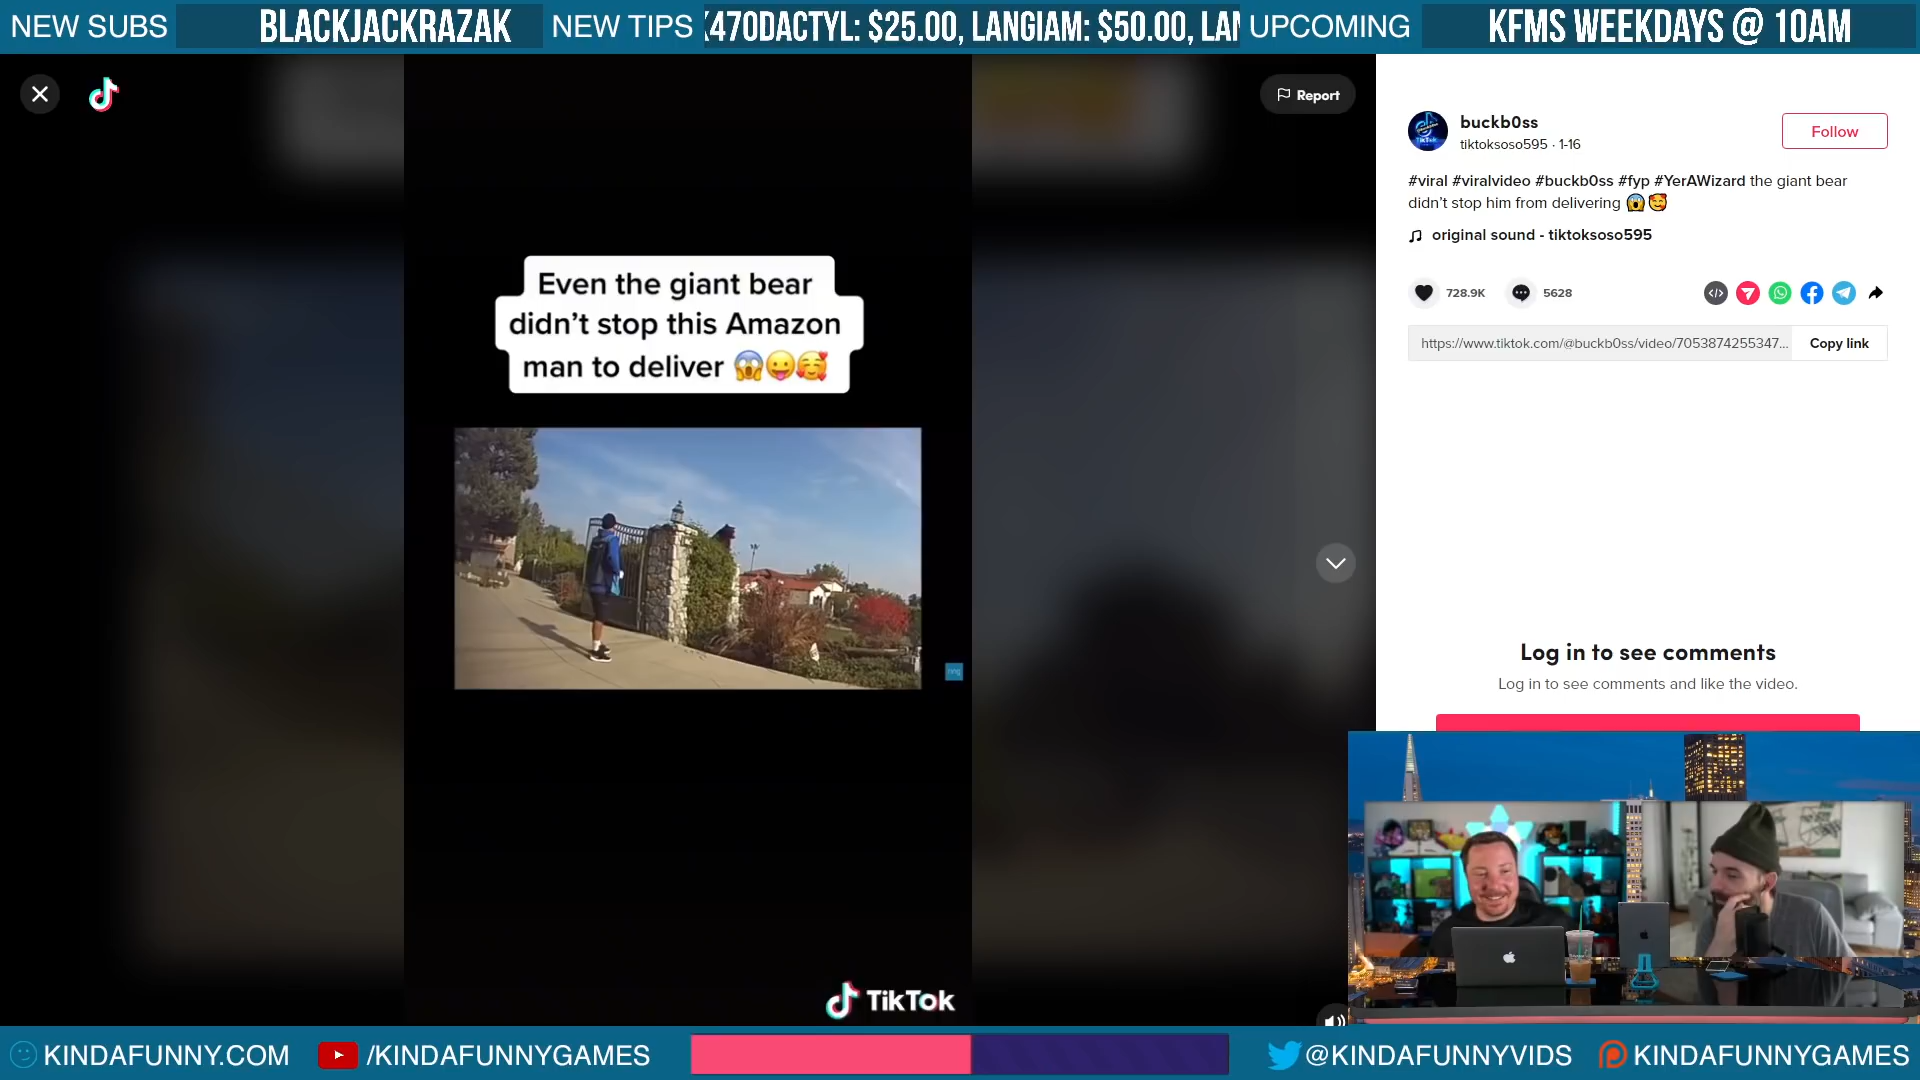 NEW SUBS
BLACKJACKRAZAK
NEW TIPS
K470DACTYL: $25.00, LANGIAM: $50.00, LAN
UPCOMING
KFMS WEEKDAYS @ 10AM
Report
Even the giant bear
didn’t stop this Amazon
man to deliver 😱😛🥰
ring
TikTok
buckb0ss
tiktoksoso595 · 1-16
Follow
#viral #viralvideo #buckb0ss #fyp #YerAWizard the giant bear
didn’t stop him from delivering 😱🥰
original sound - tiktoksoso595
728.9K
5628
https://www.tiktok.com/@buckb0ss/video/7053874255347...
Copy link
Log in to see comments
Log in to see comments and like the video.
KINDAFUNNY.COM
/KINDAFUNNYGAMES
@KINDAFUNNYVIDS
KINDAFUNNYGAMES